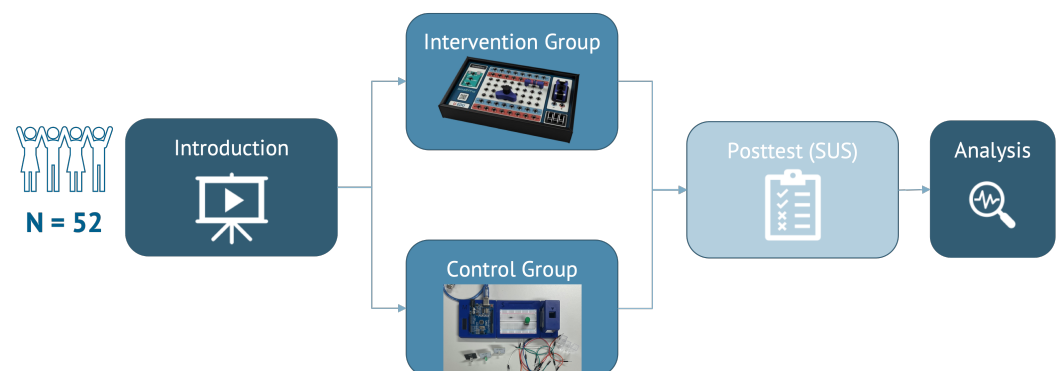 Intervention Group
Introduction
Posttest (SUS)
Analysis
N = 52
Control Group